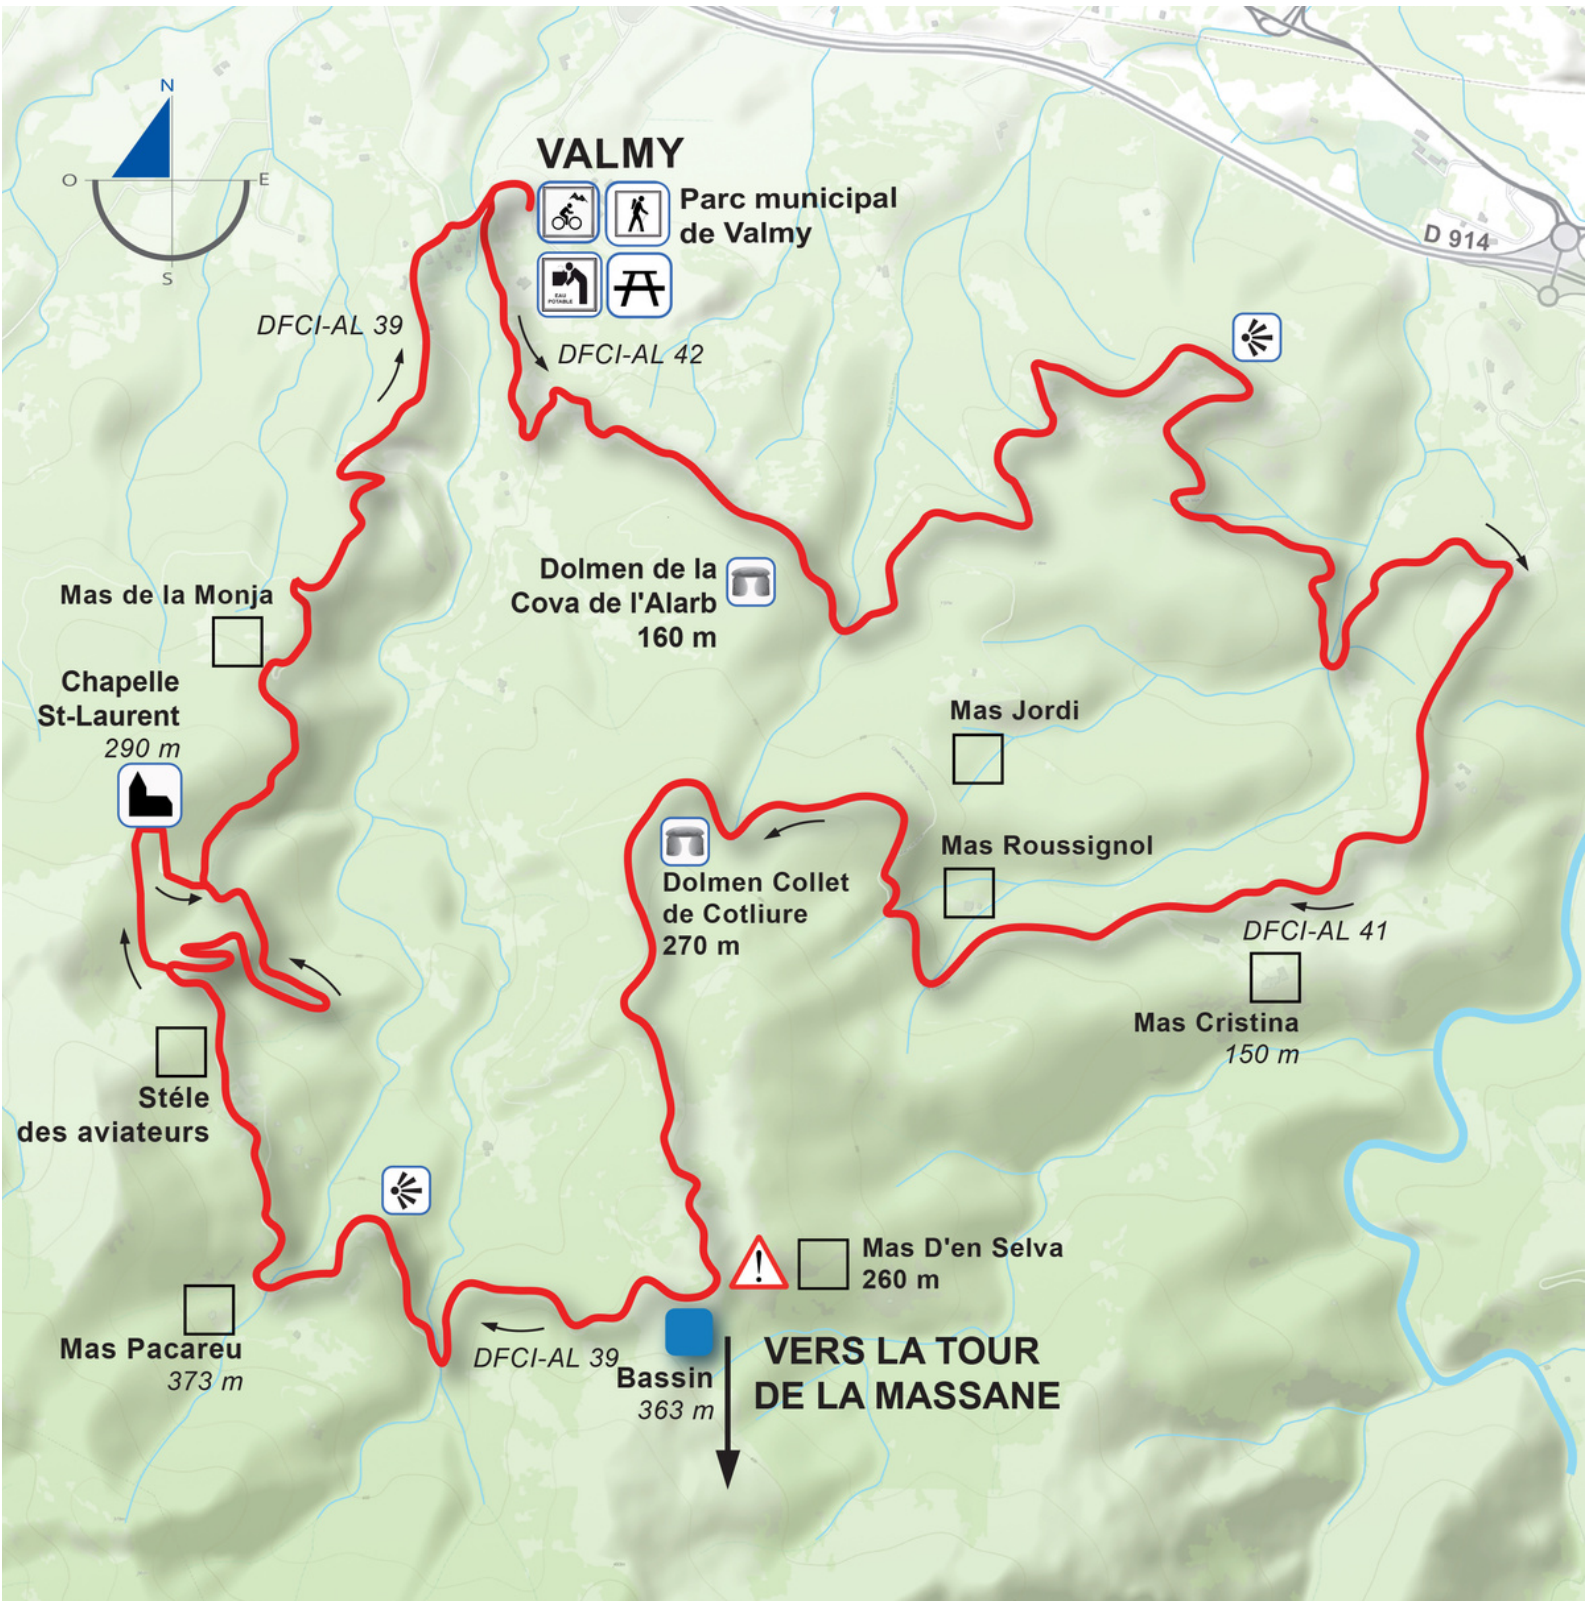 N
O
E
S
VALMY
Parc municipal
de Valmy
EAU
POTABLE
D 914
DFCI-AL 39
DFCI-AL 42
Dolmen de la
Cova de l'Alarb
160 m
Mas de la Monja
Chapelle
St-Laurent
290 m
Mas Jordi
Mas Roussignol
Dolmen Collet
de Cotliure
270 m
DFCI-AL 41
Mas Cristina
150 m
Stéle
des aviateurs
Mas D'en Selva
260 m
Mas Pacareu
373 m
DFCI-AL 39
Bassin
363 m
VERS LA TOUR
DE LA MASSANE